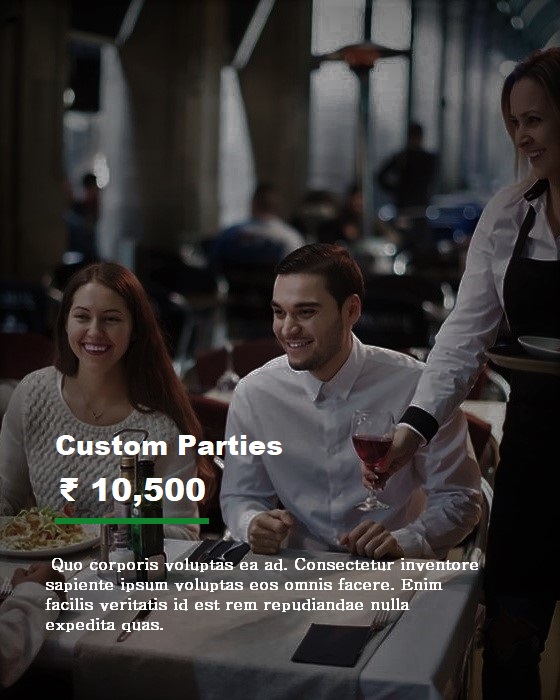 Custom Parties
₹ 10,500
Quo corporis voluptas ea ad. Consectetur inventore
sapiente ipsum voluptas eos omnis facere. Enim
facilis veritatis id est rem repudiandae nulla
expedita quas.